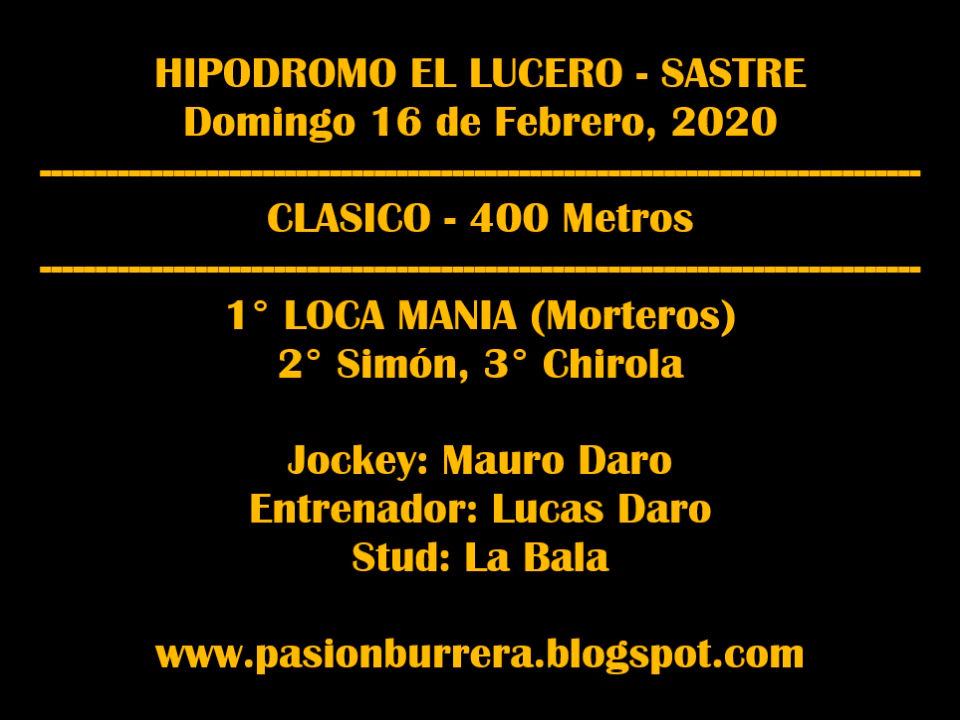 HIPODROMO EL LUCERO - SASTRE
Domingo 16 de Febrero, 2020
--------------------------------------------------------------------------------
CLASICO - 400 Metros
--------------------------------------------------------------------------------
1° LOCA MANIA (Morteros)
2° Simón, 3° Chirola
Jockey: Mauro Daro
Entrenador: Lucas Daro
Stud: La Bala
www.pasionburrera.blogspot.com